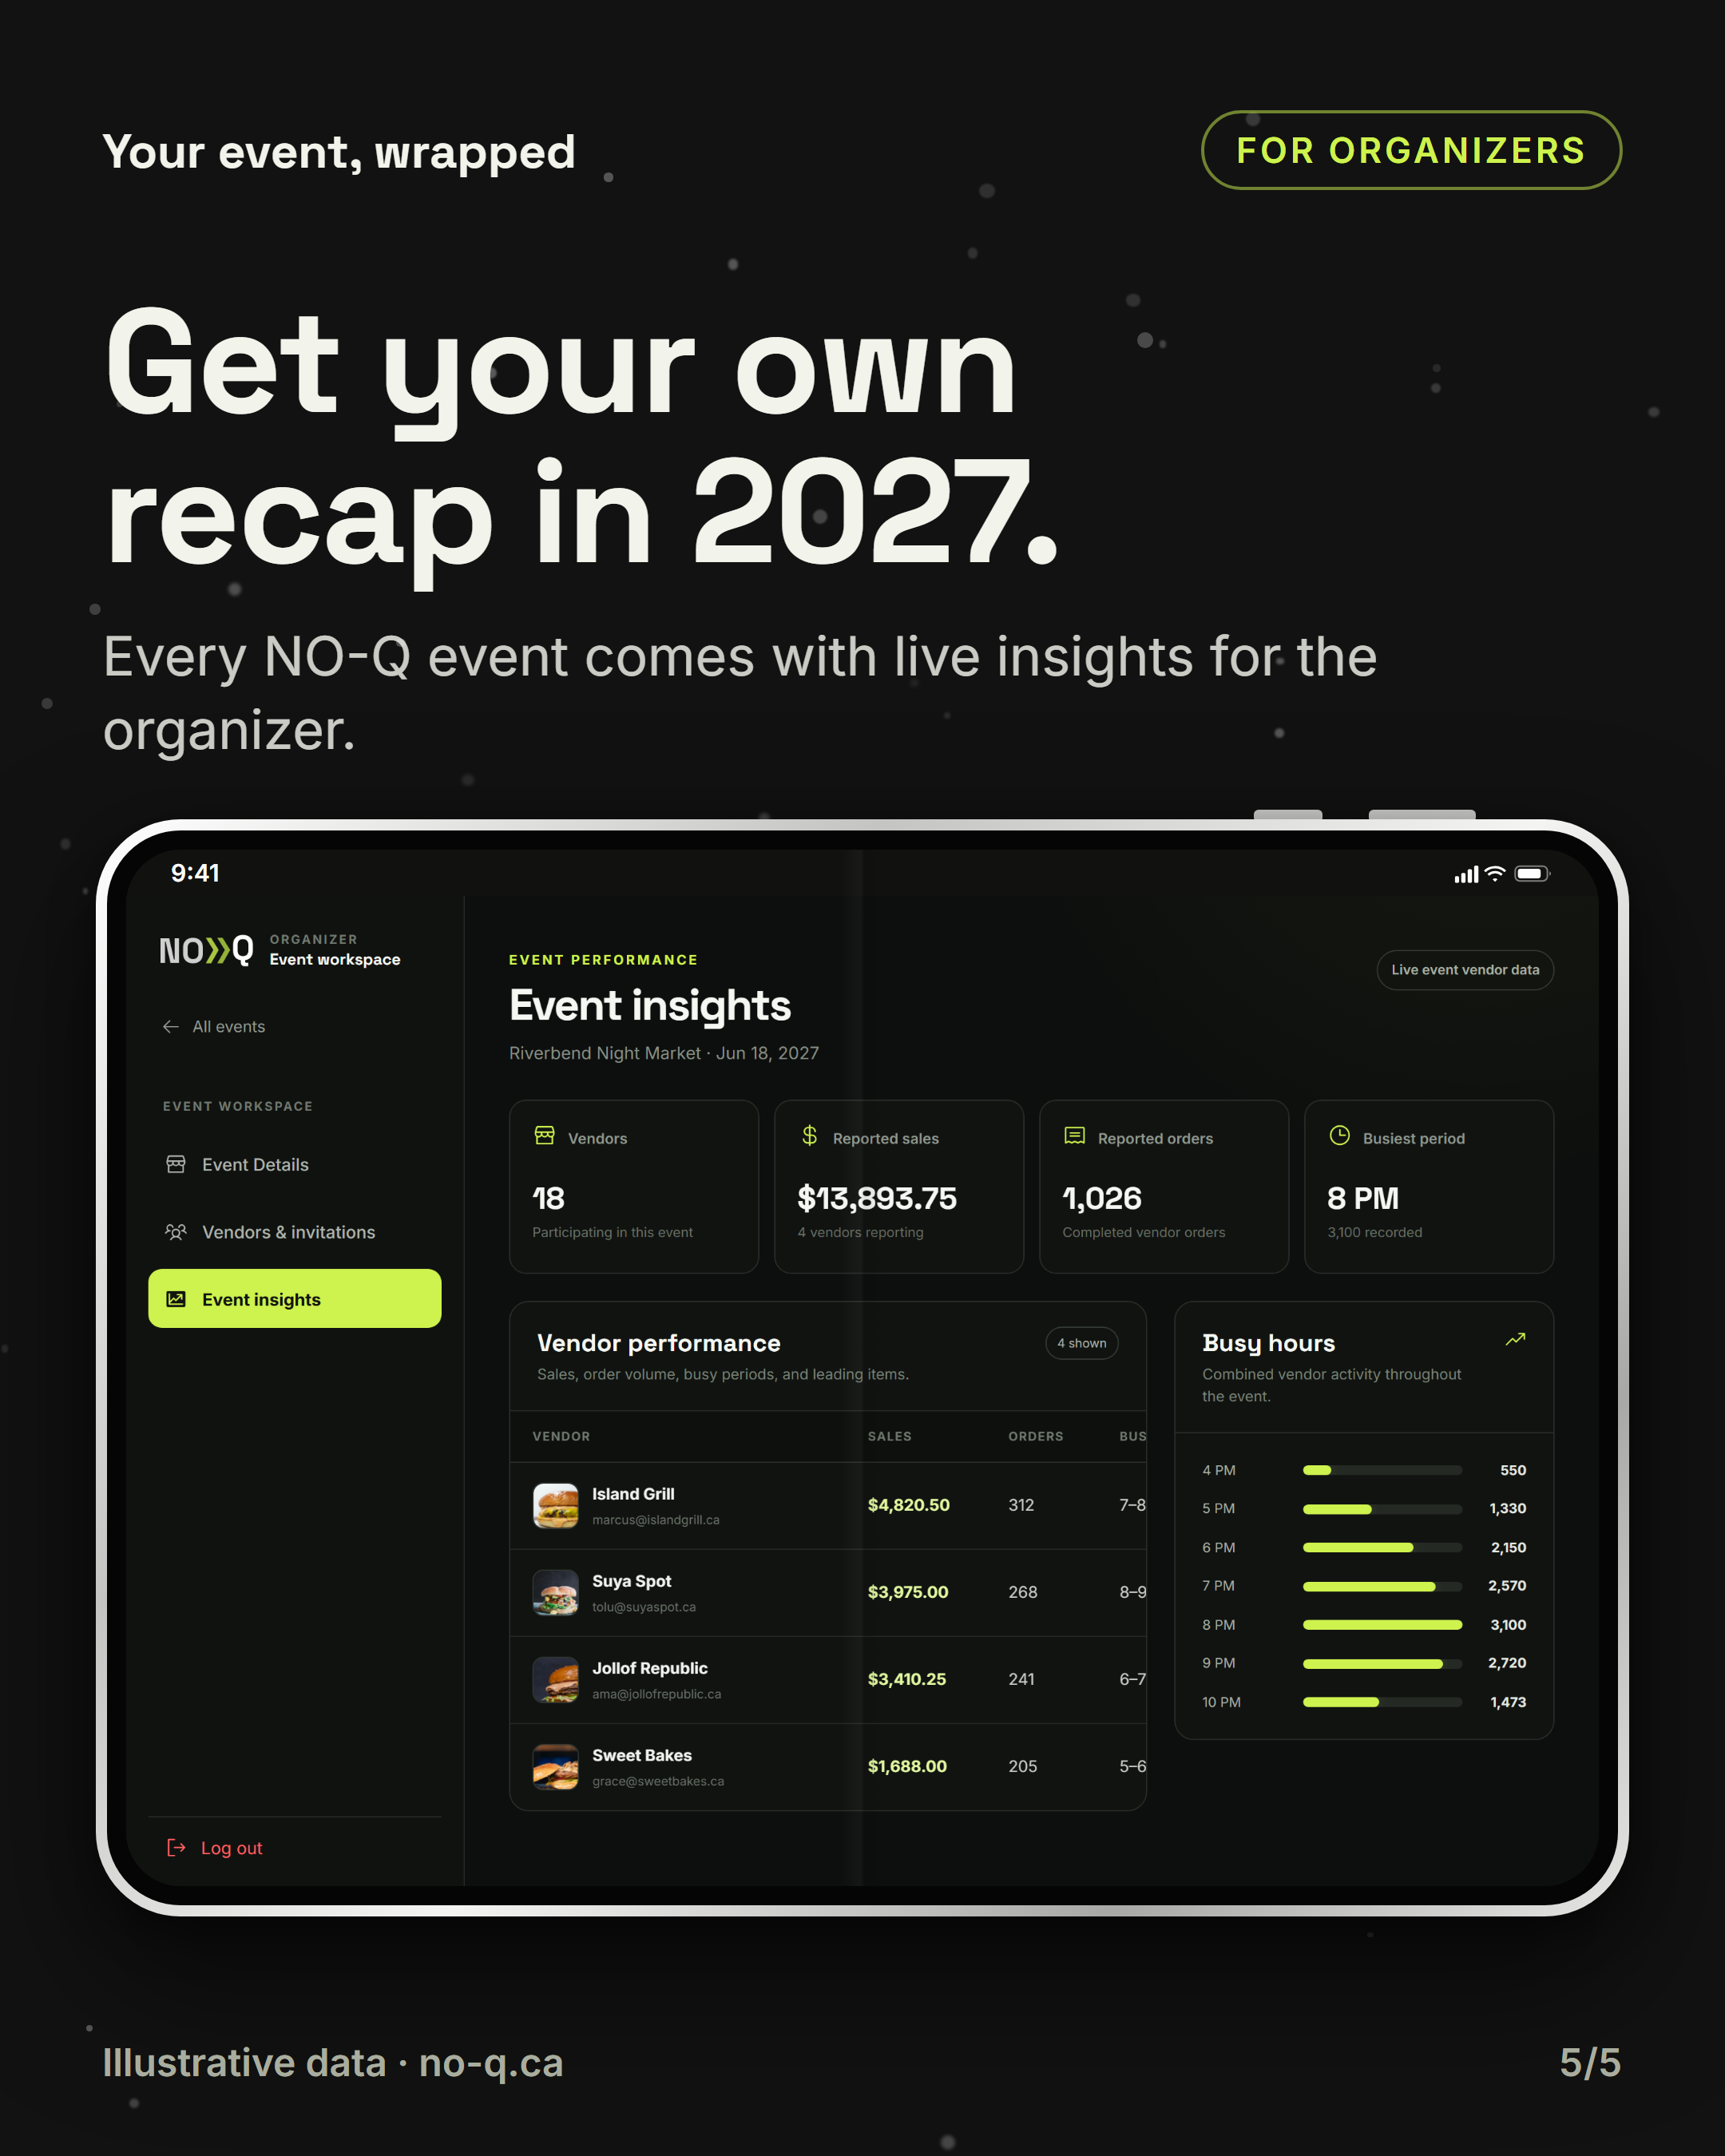 Your event, wrapped
FOR ORGANIZERS
Get your own
recap in 2027.
Every NO-Q event comes with live insights for the
organizer.
9:41
NO»Q
ORGANIZER
Event workspace
All events
EVENT WORKSPACE
Event Details
Vendors & invitations
Event insights
Log out
EVENT PERFORMANCE
Event insights
Riverbend Night Market · Jun 18, 2027
Live event vendor data
Vendors
18
Participating in this event
Reported sales
$13,893.75
4 vendors reporting
Reported orders
1,026
Completed vendor orders
Busiest period
8 PM
3,100 recorded
Vendor performance
4 shown
Sales, order volume, busy periods, and leading items.
VENDOR SALES ORDERS BUS
Island Grill
marcus@islandgrill.ca
$4,820.50 312 7–8
Suya Spot
tolu@suyaspot.ca
$3,975.00 268 8–9
Jollof Republic
ama@jollofrepublic.ca
$3,410.25 241 6–7
Sweet Bakes
grace@sweetbakes.ca
$1,688.00 205 5–6
Busy hours
Combined vendor activity throughout
the event.
4 PM 550
5 PM 1,330
6 PM 2,150
7 PM 2,570
8 PM 3,100
9 PM 2,720
10 PM 1,473
Illustrative data · no-q.ca
5/5